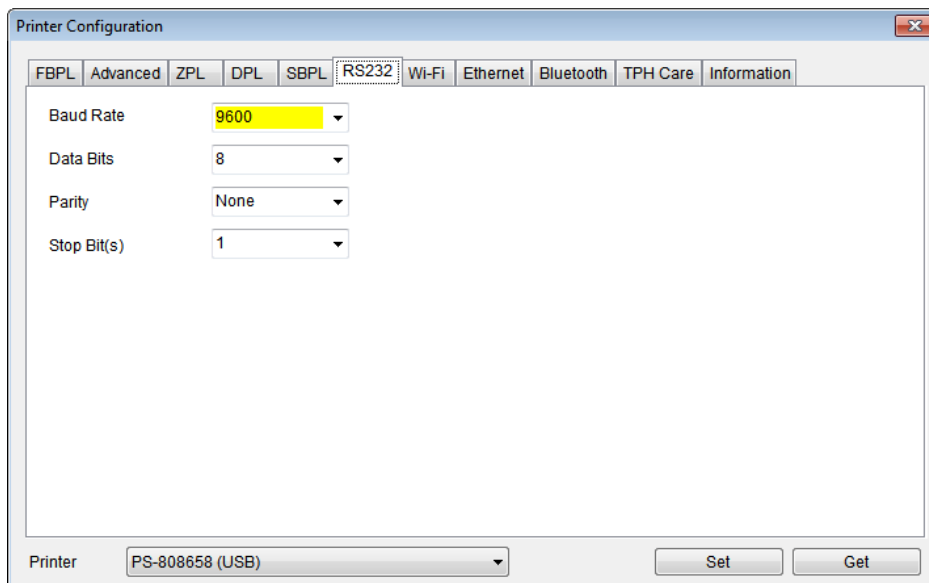 Printer Configuration
FBPL Advanced ZPL DPL SBPL RS232 Wi-Fi Ethernet Bluetooth TPH Care Information
Baud Rate 9600
Data Bits 8
Parity None
Stop Bit(s) 1
Printer PS-808658 (USB) Set Get